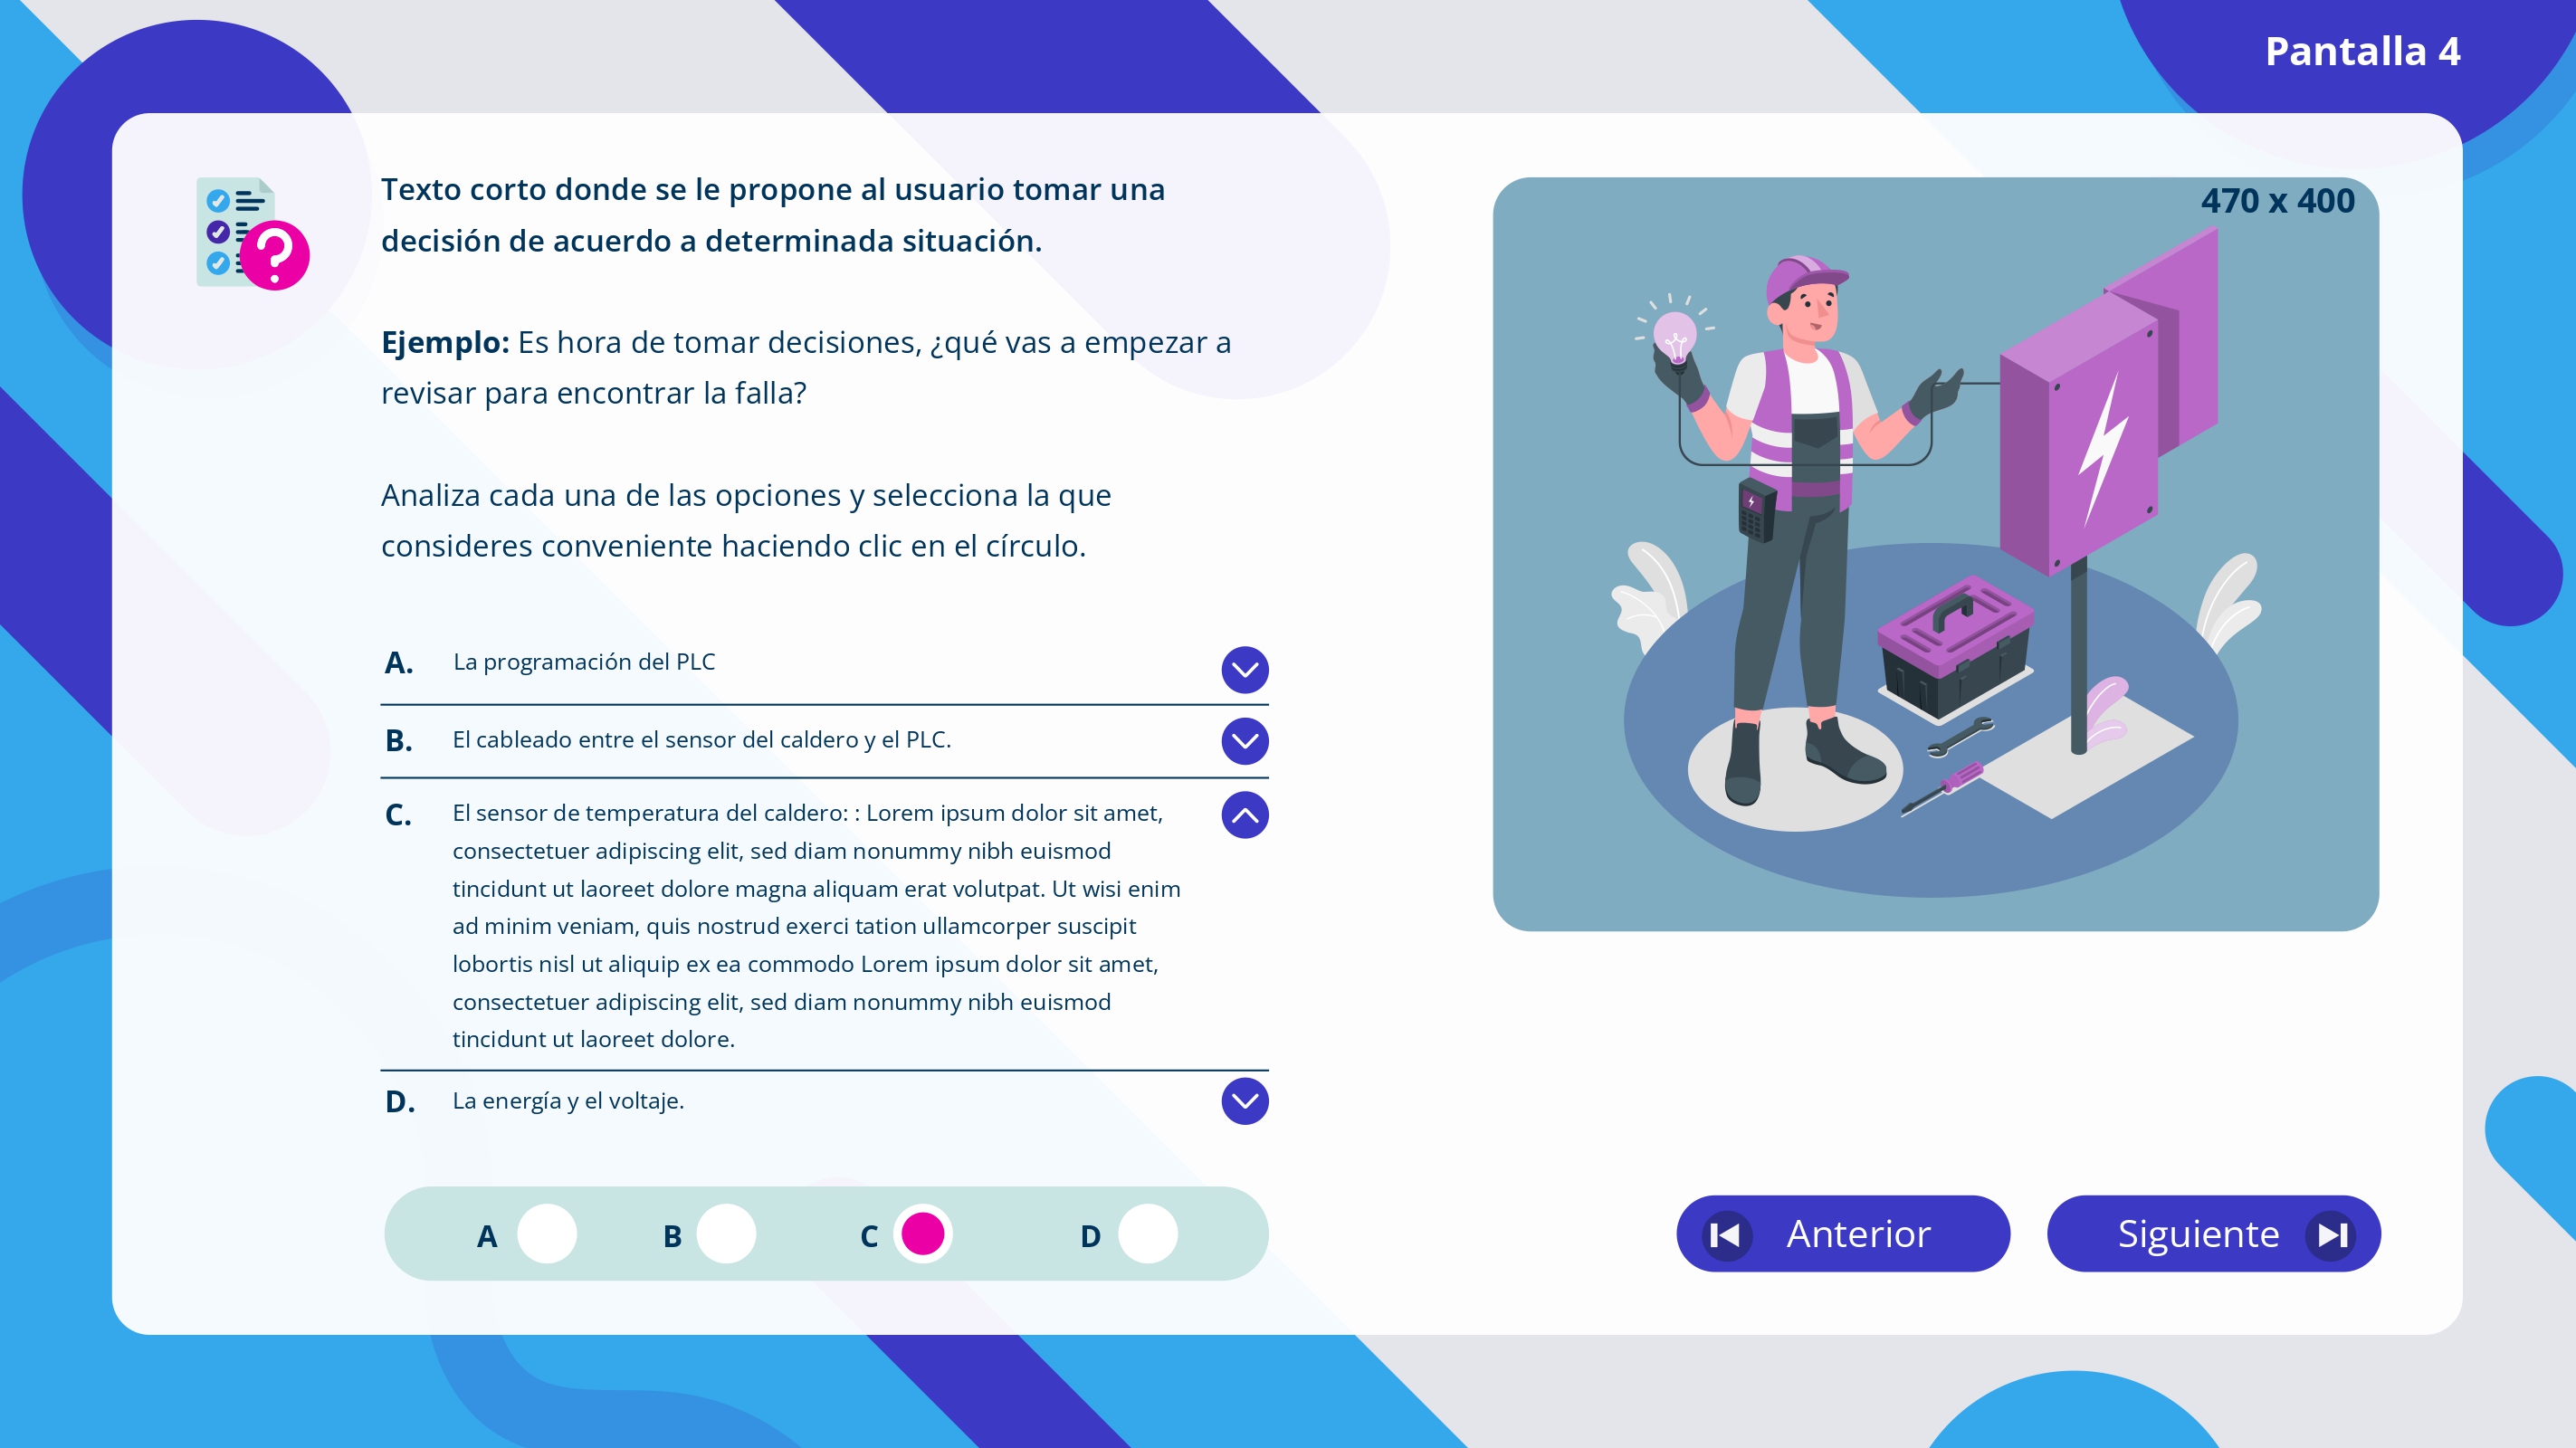 Pantalla 4
Texto corto donde se le propone al usuario tomar una
decisión de acuerdo a determinada situación.
Ejemplo: Es hora de tomar decisiones, ¿qué vas a empezar a
revisar para encontrar la falla?
Analiza cada una de las opciones y selecciona la que
consideres conveniente haciendo clic en el círculo.
A. La programación del PLC
B. El cableado entre el sensor del caldero y el PLC.
C. El sensor de temperatura del caldero: : Lorem ipsum dolor sit amet,
consectetuer adipiscing elit, sed diam nonummy nibh euismod
tincidunt ut laoreet dolore magna aliquam erat volutpat. Ut wisi enim
ad minim veniam, quis nostrud exerci tation ullamcorper suscipit
lobortis nisl ut aliquip ex ea commodo Lorem ipsum dolor sit amet,
consectetuer adipiscing elit, sed diam nonummy nibh euismod
tincidunt ut laoreet dolore.
D. La energía y el voltaje.
A B C D
470 x 400
Anterior
Siguiente